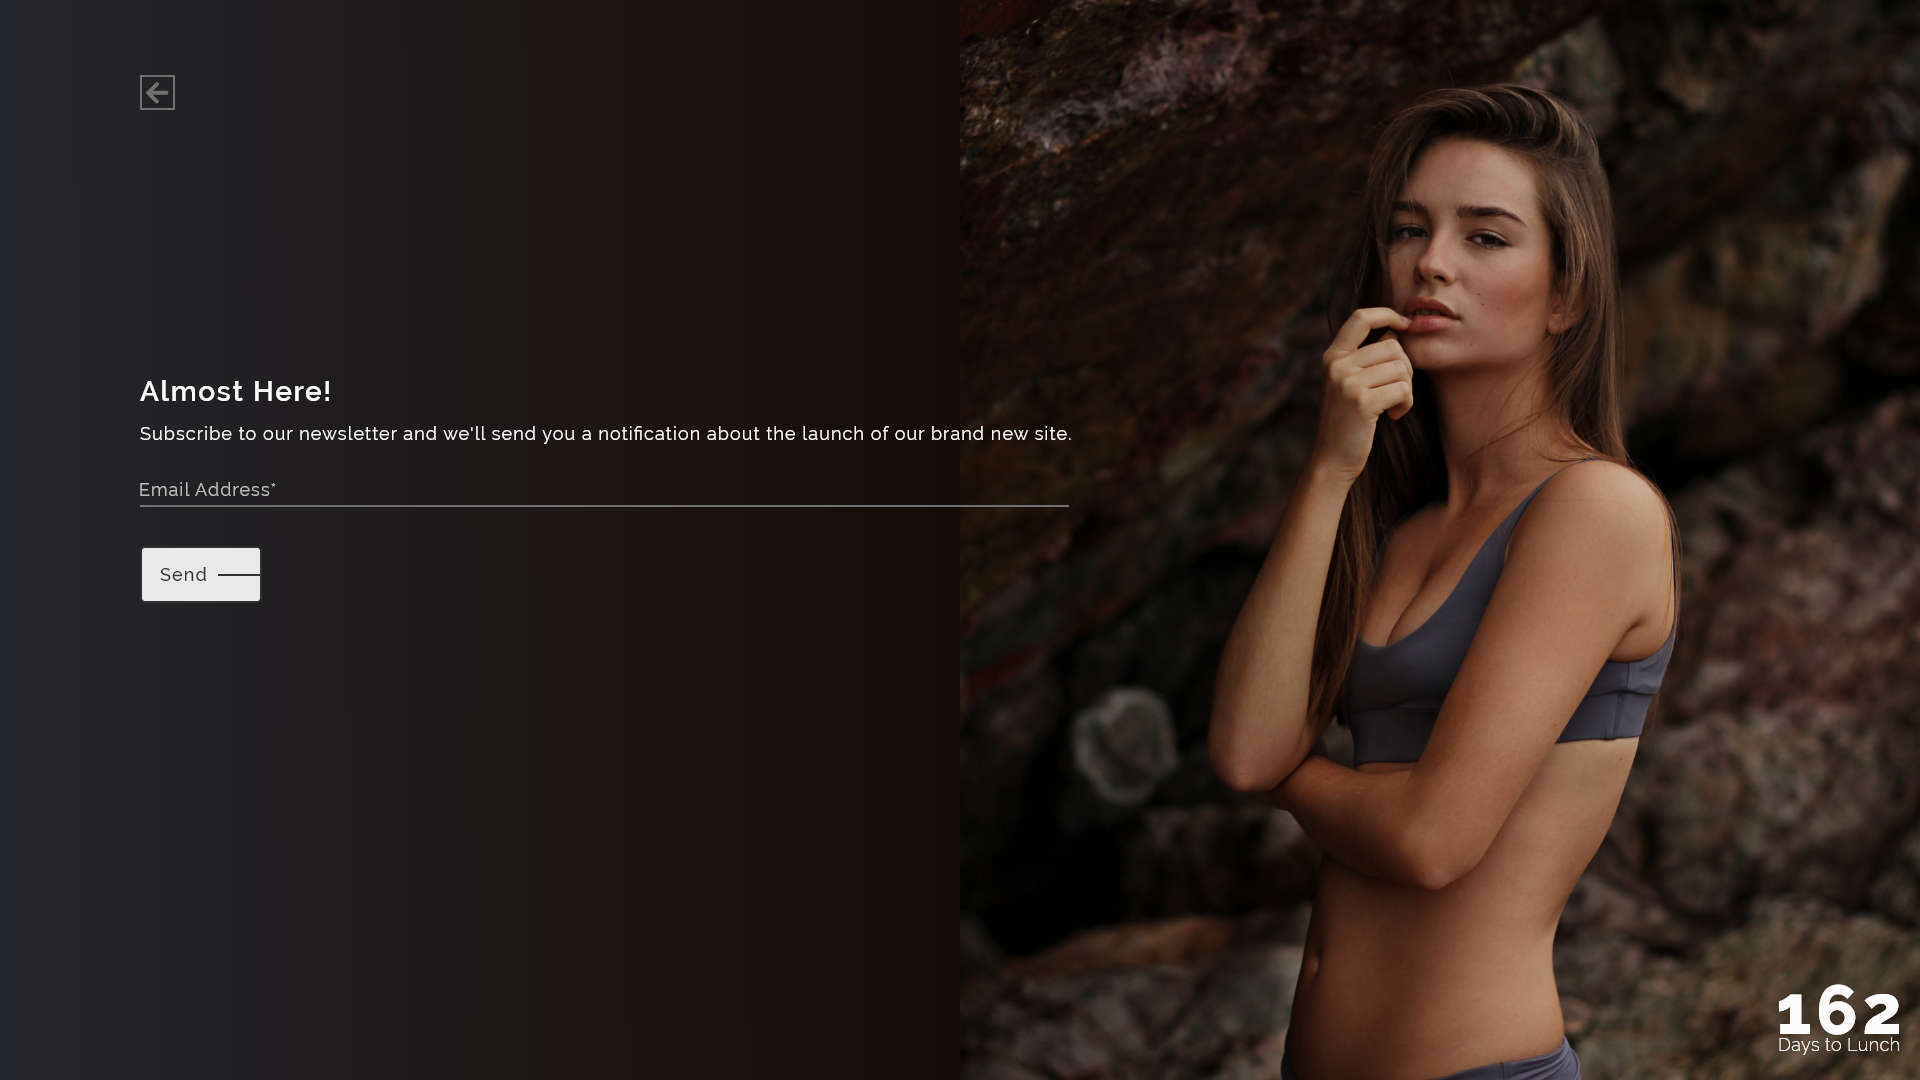 Almost Here!
Subscribe to our newsletter and we'll send you a notification about the launch of our brand new site.
Email Address*
Send
162
Days to Lunch